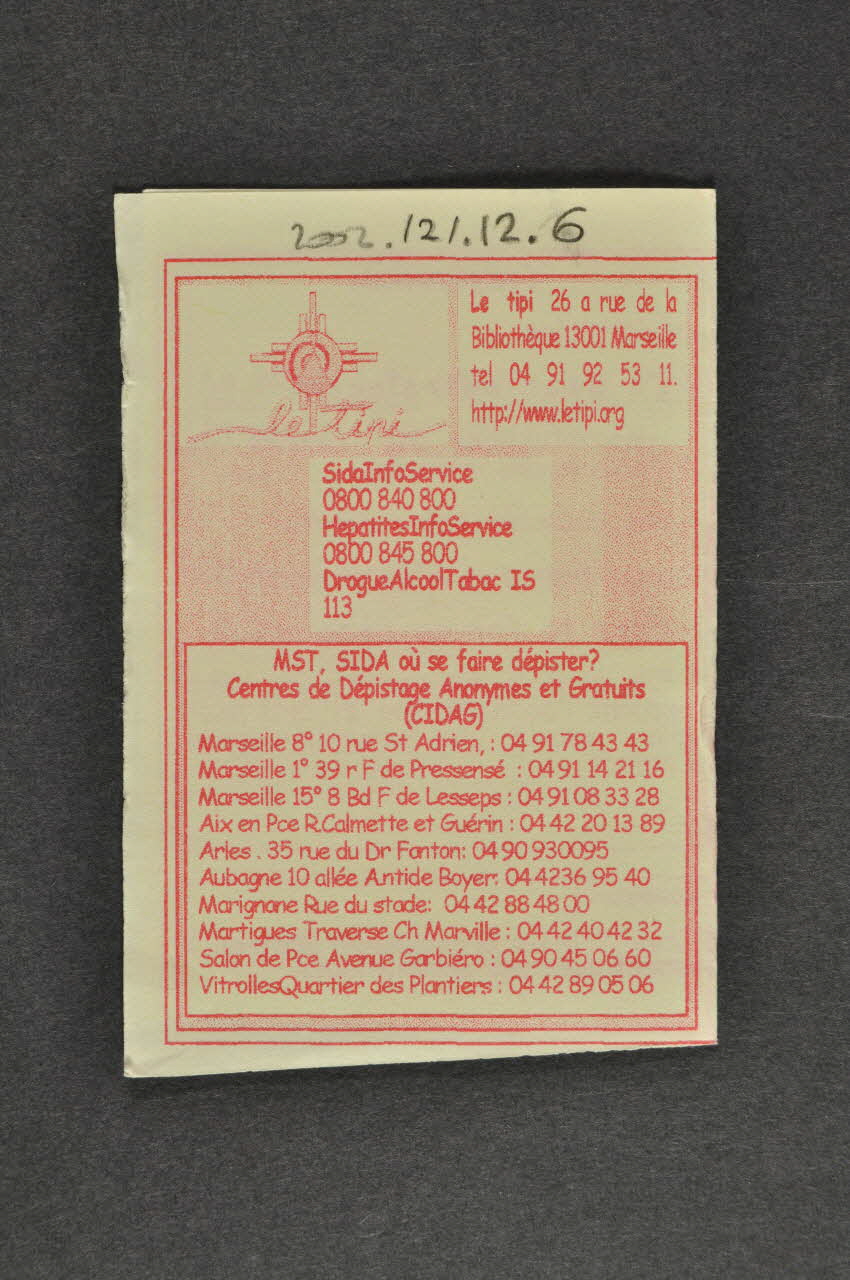 2002.121.12.6
le tipi
Le tipi 26 a rue de la
Bibliothèque 13001 Marseille
tel 04 91 92 53 11.
http://www.letipi.org
SidaInfoService
0800 840 800
HepatitesInfoService
0800 845 800
DrogueAlcoolTabac IS
113
MST, SIDA où se faire dépister?
Centres de Dépistage Anonymes et Gratuits
(CIDAG)
Marseille 8° 10 rue St Adrien, : 04 91 78 43 43
Marseille 1° 39 r F de Pressensé : 04 91 14 21 16
Marseille 15° 8 Bd F de Lesseps : 04 91 08 33 28
Aix en Pce R.Calmette et Guérin : 04 42 20 13 89
Arles . 35 rue du Dr Fanton: 04 90 930095
Aubagne 10 allée Antide Boyer: 04 4236 95 40
Marignane Rue du stade: 04 42 88 48 00
Martigues Traverse Ch Marville : 04 42 40 42 32
Salon de Pce Avenue Garbiéro : 04 90 45 06 60
VitrollesQuartier des Plantiers : 04 42 89 05 06